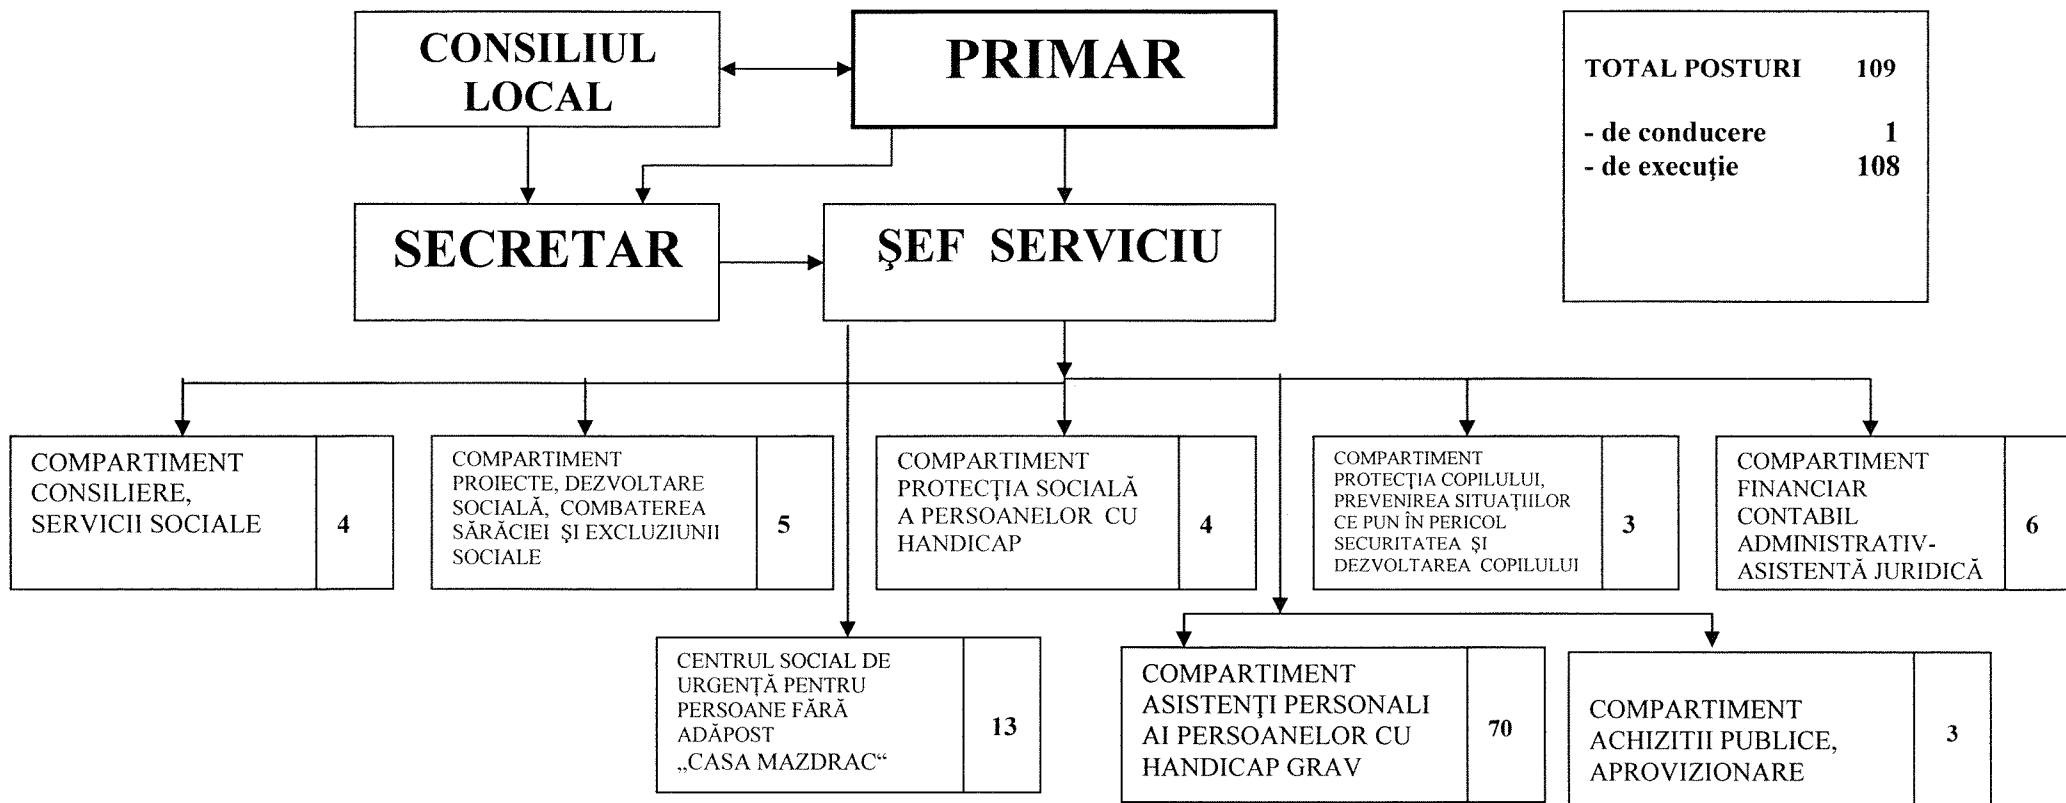 CONSILIUL
LOCAL
PRIMAR
TOTAL POSTURI 109
- de conducere 1
- de execuţie 108
SECRETAR
ŞEF SERVICIU
COMPARTIMENT
CONSILIERE,
SERVICII SOCIALE
4
COMPARTIMENT
PROIECTE, DEZVOLTARE
SOCIALĂ, COMBATEREA
SĂRĂCIEI ŞI EXCLUZIUNII
SOCIALE
5
COMPARTIMENT
PROTECŢIA SOCIALĂ
A PERSOANELOR CU
HANDICAP
4
COMPARTIMENT
PROTECŢIA COPILULUI,
PREVENIREA SITUAŢIILOR
CE PUN ÎN PERICOL
SECURITATEA ŞI
DEZVOLTAREA COPILULUI
3
COMPARTIMENT
FINANCIAR
CONTABIL
ADMINISTRATIV-
ASISTENTĂ JURIDICĂ
6
CENTRUL SOCIAL DE
URGENŢĂ PENTRU
PERSOANE FĂRĂ
ADĂPOST
„CASA MAZDRAC“
13
COMPARTIMENT
ASISTENŢI PERSONALI
AI PERSOANELOR CU
HANDICAP GRAV
70
COMPARTIMENT
ACHIZITII PUBLICE,
APROVIZIONARE
3